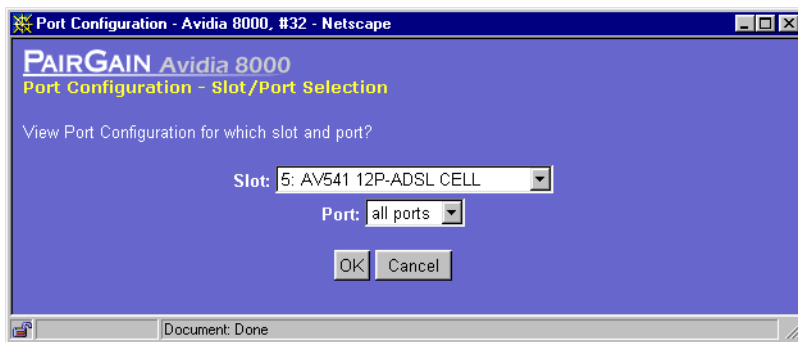 Port Configuration - Avidia 8000, #32 - Netscape
PAIRGAIN Avidia 8000
Port Configuration - Slot/Port Selection
View Port Configuration for which slot and port?
Slot: 5: AV541 12P-ADSL CELL
Port: all ports
OK Cancel
Document: Done